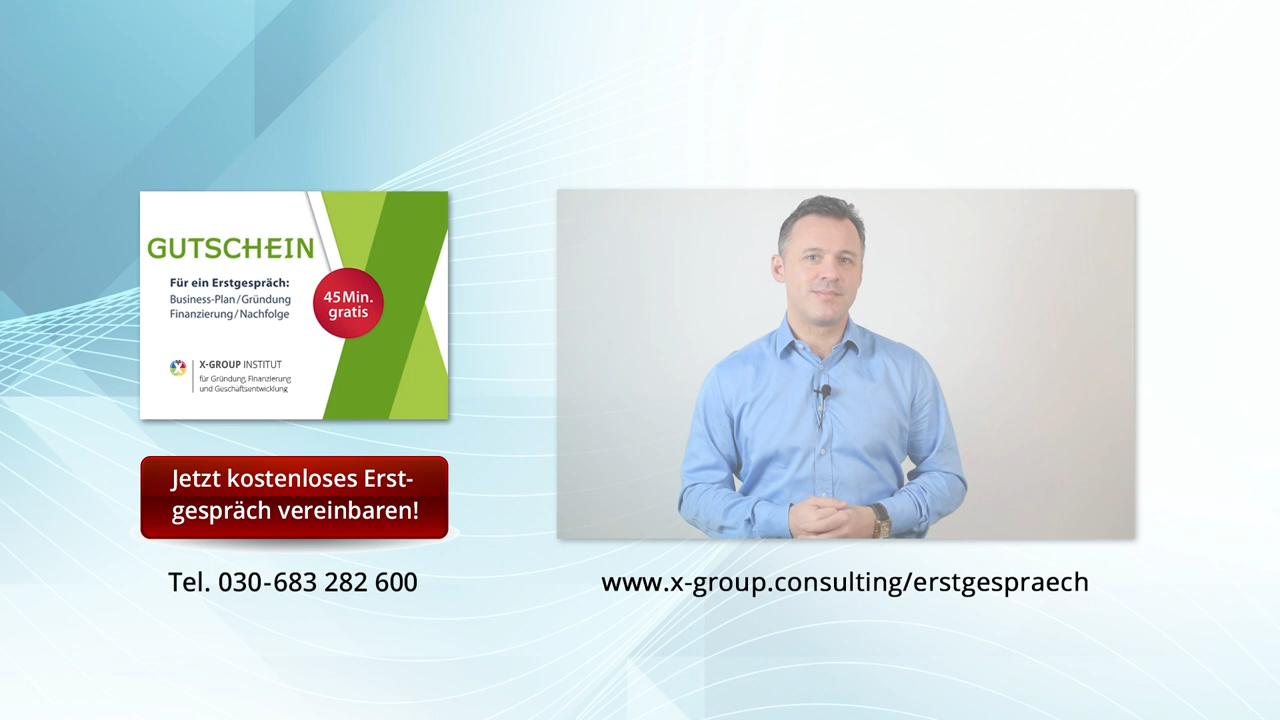 GUTSCHEIN
Für ein Erstgespräch:
Business-Plan/Gründung
Finanzierung/Nachfolge
45 Min.
gratis
X-GROUP INSTITUT
für Gründung, Finanzierung
und Geschäftsentwicklung
Jetzt kostenloses Erst-
gespräch vereinbaren!
Tel. 030-683 282 600
www.x-group.consulting/erstgespraech